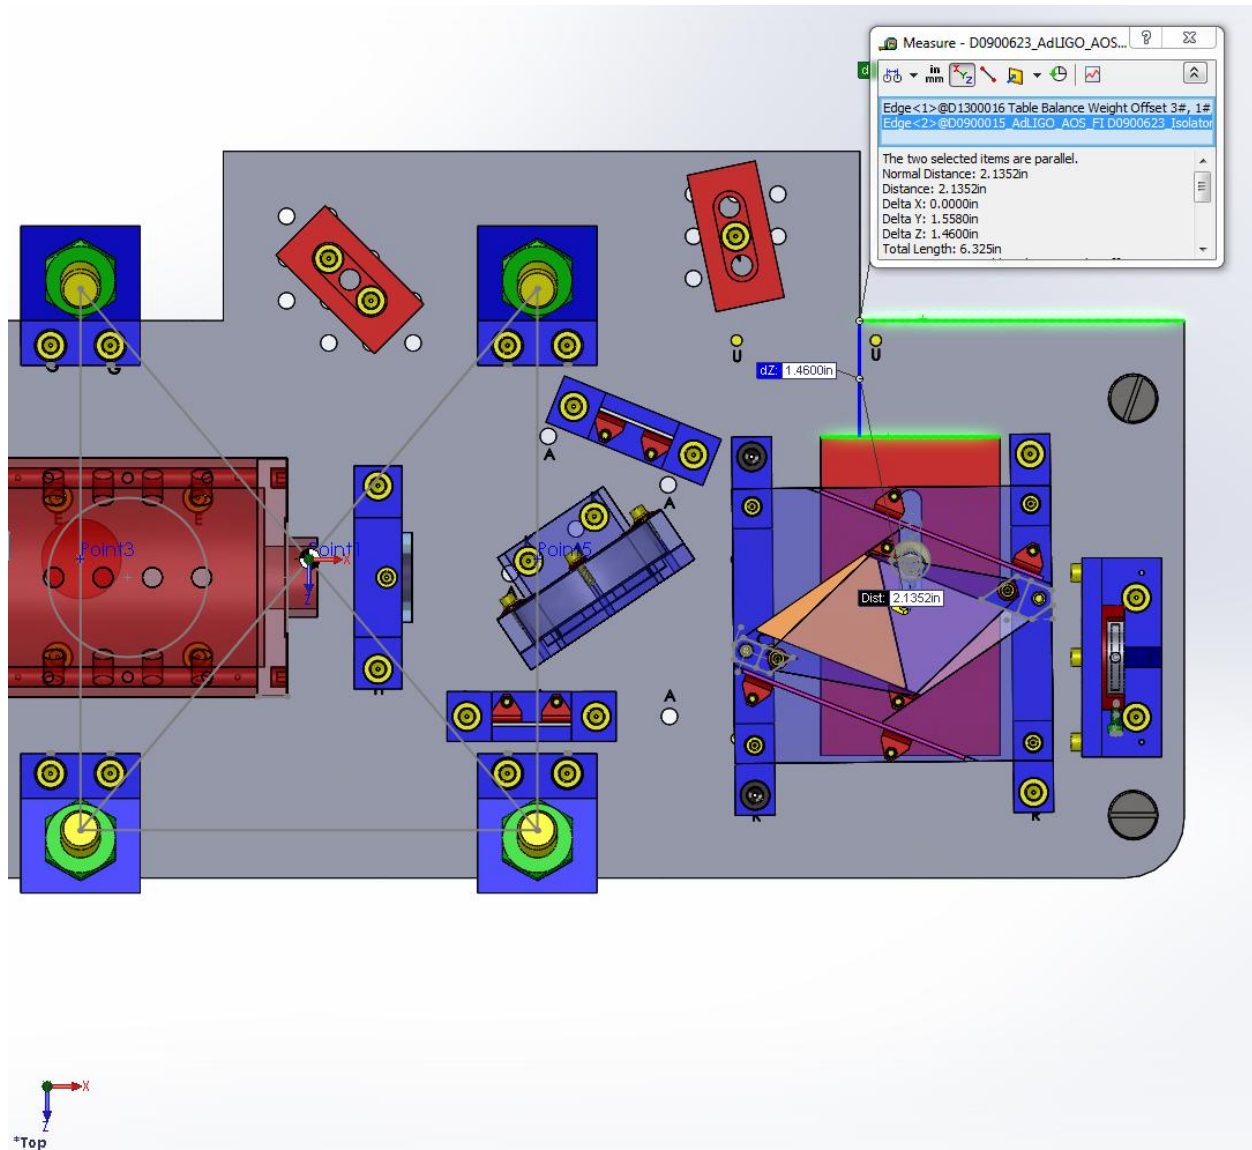 Measure - D0900623_AdLIGO_AOS...
in
mm
XYZ
Edge<1>@D1300016 Table Balance Weight Offset 3#, 1#
Edge<2>@D0900015_AdLIGO_AOS_FI D0900623_Isolator
The two selected items are parallel.
Normal Distance: 2.1352in
Distance: 2.1352in
Delta X: 0.0000in
Delta Y: 1.5580in
Delta Z: 1.4600in
Total Length: 6.325in
d
U
U
G
G
dZ: 1.4600in
A
A
E
E
Point3
Point1
Point5
X
Z
A
Dist: 2.1352in
H
A
K
K
X
Z
*Top